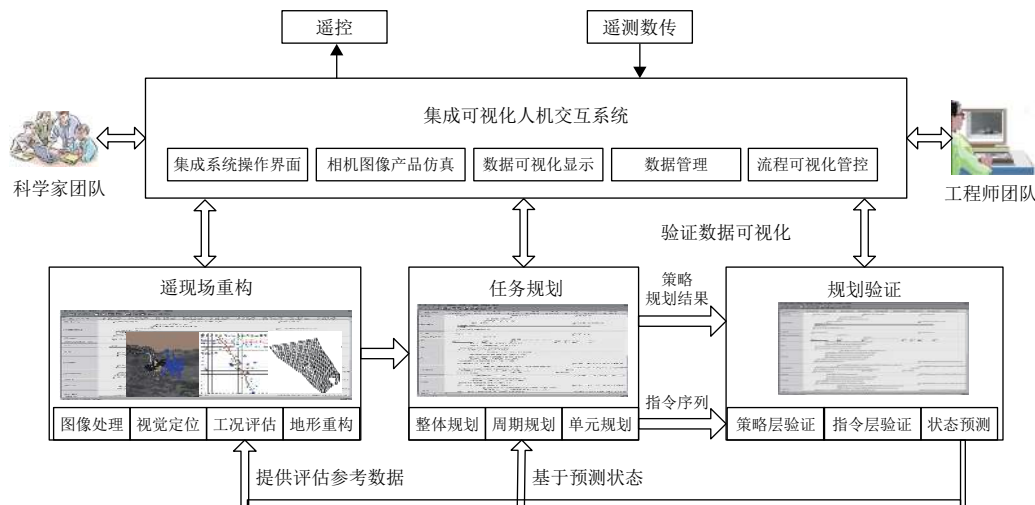 遥控
遥测数传
集成可视化人机交互系统
集成系统操作界面
相机图像产品仿真
数据可视化显示
数据管理
流程可视化管控
科学家团队
工程师团队
验证数据可视化
遥现场重构
任务规划
策略
规划结果
规划验证
图像处理
视觉定位
工况评估
地形重构
整体规划
周期规划
单元规划
指令序列
策略层验证
指令层验证
状态预测
提供评估参考数据
基于预测状态